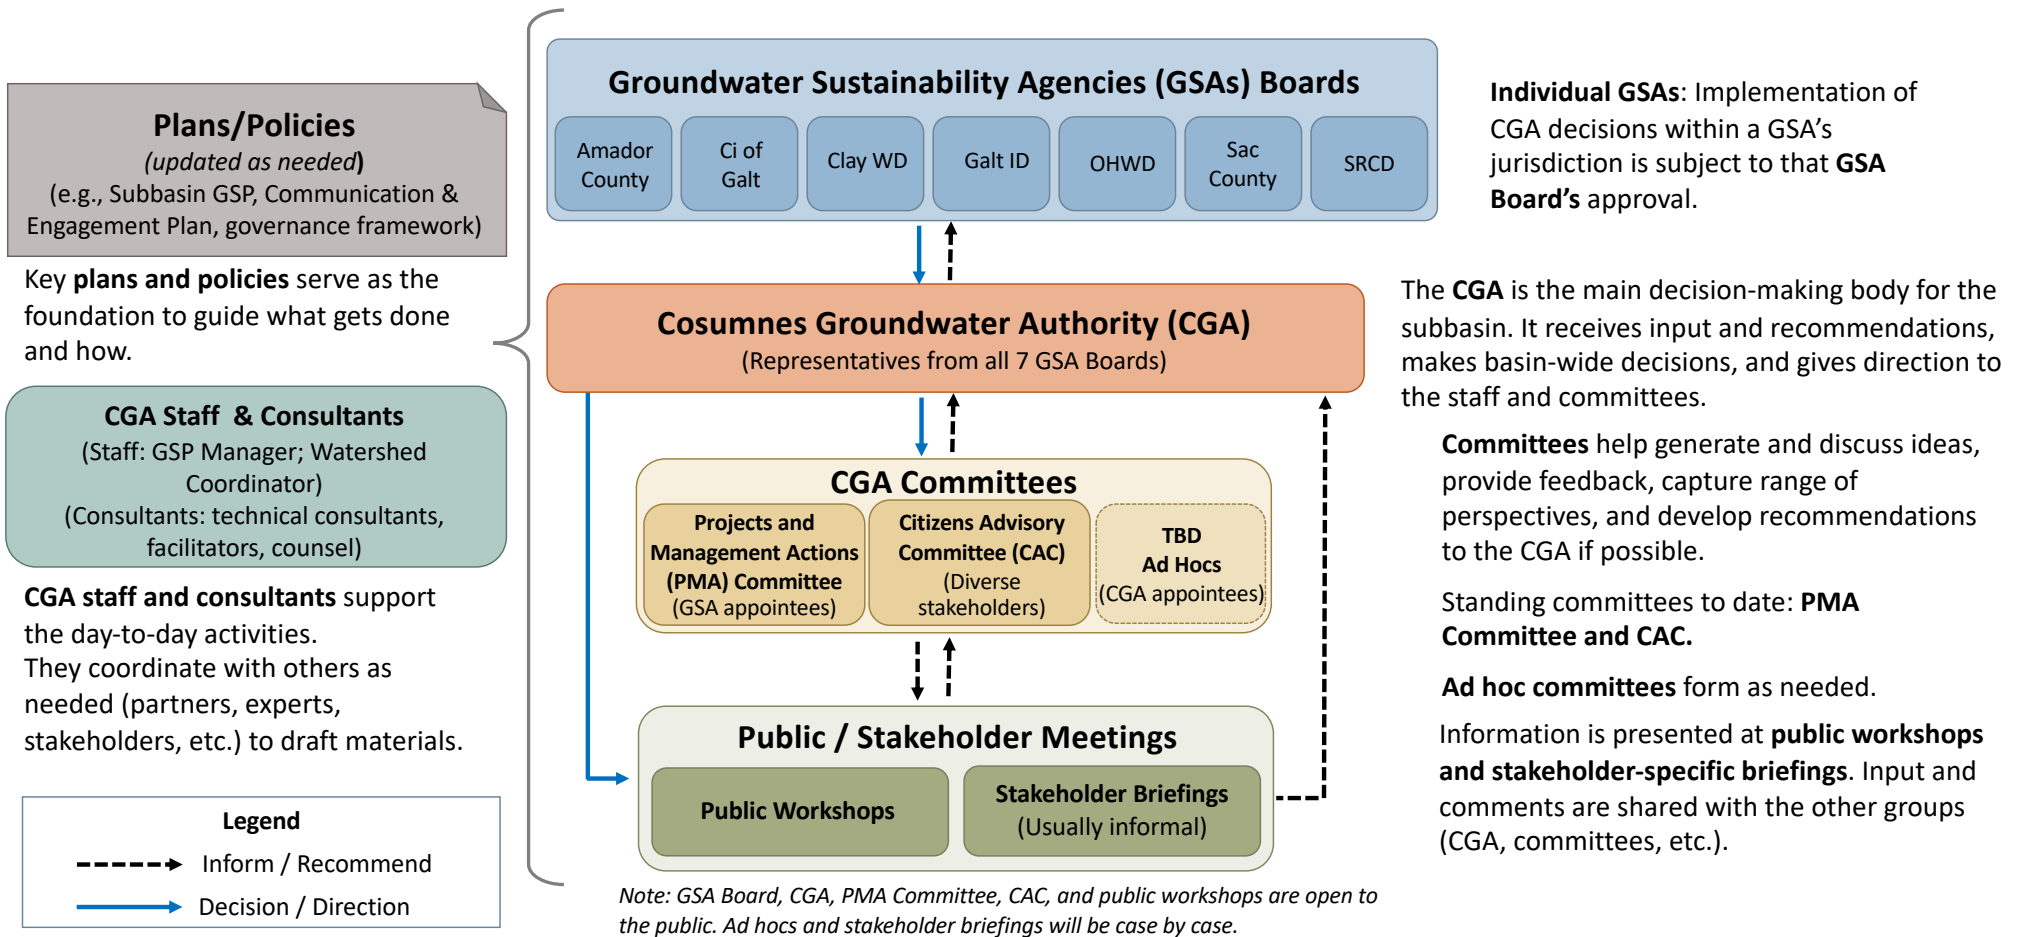 Plans/Policies
(updated as needed)
(e.g., Subbasin GSP, Communication &
Engagement Plan, governance framework)
Key plans and policies serve as the
foundation to guide what gets done
and how.
CGA Staff & Consultants
(Staff: GSP Manager; Watershed
Coordinator)
(Consultants: technical consultants,
facilitators, counsel)
CGA staff and consultants support
the day-to-day activities.
They coordinate with others as
needed (partners, experts,
stakeholders, etc.) to draft materials.
Legend
Inform / Recommend
Decision / Direction
Groundwater Sustainability Agencies (GSAs) Boards
Amador
County
Ci of
Galt
Clay WD
Galt ID
OHWD
Sac
County
SRCD
Cosumnes Groundwater Authority (CGA)
(Representatives from all 7 GSA Boards)
CGA Committees
Projects and
Management Actions
(PMA) Committee
(GSA appointees)
Citizens Advisory
Committee (CAC)
(Diverse
stakeholders)
TBD
Ad Hocs
(CGA appointees)
Public / Stakeholder Meetings
Public Workshops
Stakeholder Briefings
(Usually informal)
Note: GSA Board, CGA, PMA Committee, CAC, and public workshops are open to
the public. Ad hocs and stakeholder briefings will be case by case.
Individual GSAs: Implementation of
CGA decisions within a GSA's
jurisdiction is subject to that GSA
Board's approval.
The CGA is the main decision-making body for the
subbasin. It receives input and recommendations,
makes basin-wide decisions, and gives direction to
the staff and committees.
Committees help generate and discuss ideas,
provide feedback, capture range of
perspectives, and develop recommendations
to the CGA if possible.
Standing committees to date: PMA
Committee and CAC.
Ad hoc committees form as needed.
Information is presented at public workshops
and stakeholder-specific briefings. Input and
comments are shared with the other groups
(CGA, committees, etc.).